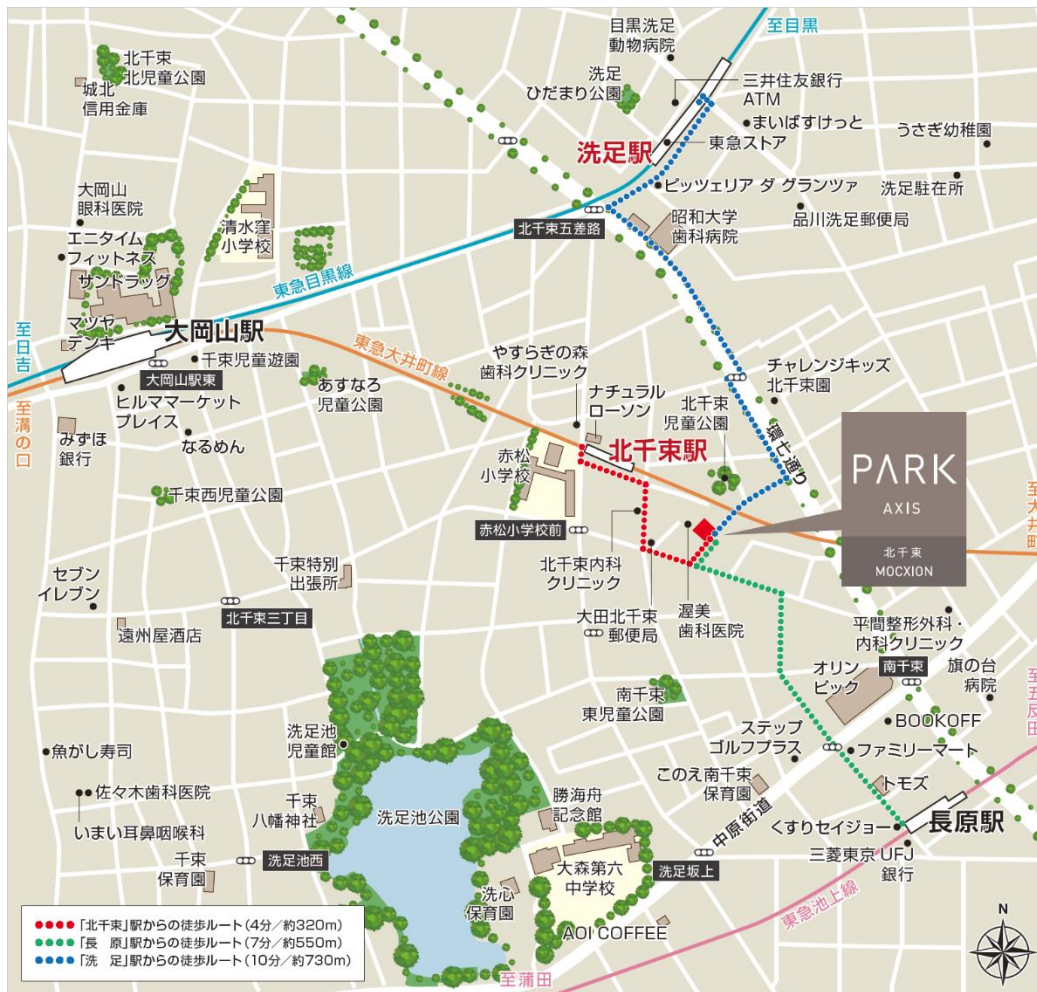 至目黒
目黒洗足
動物病院
北千束
北児童公園
城北
信用金庫
洗足
ひだまり公園
三井住友銀行
ATM
まいばすけっと
東急ストア
うさぎ幼稚園
洗足駅
大岡山
眼科医院
ピッツェリア ダ グランツァ
洗足駐在所
品川洗足郵便局
清水窪
小学校
北千束五差路
昭和大学
歯科病院
エニタイム
フィットネス
サンドラッグ
東急目黒線
マツヤ
デンキ
大岡山駅
至日吉
千束児童遊園
大岡山駅東
東急大井町線
やすらぎの森
歯科クリニック
チャレンジキッズ
北千束園
あすなろ
児童公園
ナチュラル
ローソン
ヒルママーケット
プレイス
北千束
児童公園
至溝の口
みずほ
銀行
なるめん
北千束駅
環七通り
赤松
小学校
PARK
AXIS
北千束
MOCXION
千束西児童公園
赤松小学校前
至大井町
千束特別
出張所
北千束内科
クリニック
セブン
イレブン
北千束三丁目
大田北千束
郵便局
渥美
歯科医院
遠州屋酒店
平間整形外科・
内科クリニック
南千束
オリン
ピック
旗の台
病院
至五反田
南千束
東児童公園
洗足池
児童館
ステップ
ゴルフプラス
BOOKOFF
魚がし寿司
ファミリーマート
このえ南千束
保育園
トモズ
佐々木歯科医院
千束
八幡神社
洗足池公園
勝海舟
記念館
中原街道
いまい耳鼻咽喉科
くすりセイジョー
長原駅
千束
保育園
洗足池西
大森第六
中学校
洗足坂上
三菱東京UFJ
銀行
洗心
保育園
東急池上線
AOI COFFEE
至蒲田
N
「北千束」駅からの徒歩ルート(4分/約320m)
「長　原」駅からの徒歩ルート(7分/約550m)
「洗　足」駅からの徒歩ルート(10分/約730m)